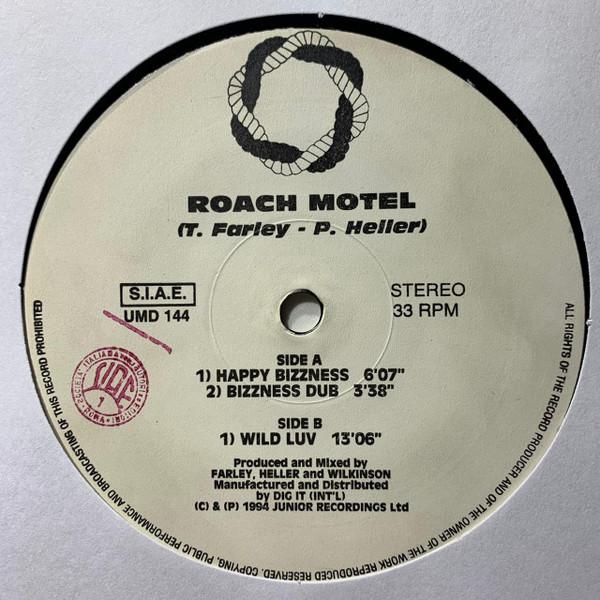 ROACH MOTEL
(T. Farley - P. Heller)
S.I.A.E.
UMD 144
STEREO
33 RPM
SIDE A
1) HAPPY BIZZNESS 6'07"
2) BIZZNESS DUB 3'38"
SIDE B
1) WILD LUV 13'06"
Produced and Mixed by
FARLEY, HELLER and WILKINSON
Manufactured and Distributed
by DIG IT (INT'L)
(C) & (P) 1994 JUNIOR RECORDINGS Ltd
ALL RIGHTS OF THE RECORD PRODUCER AND OF THE OWNER OF THE WORK REPRODUCED RESERVED. COPYING, PUBLIC PERFORMANCE AND BROADCASTING OF THIS RECORD PROHIBITED